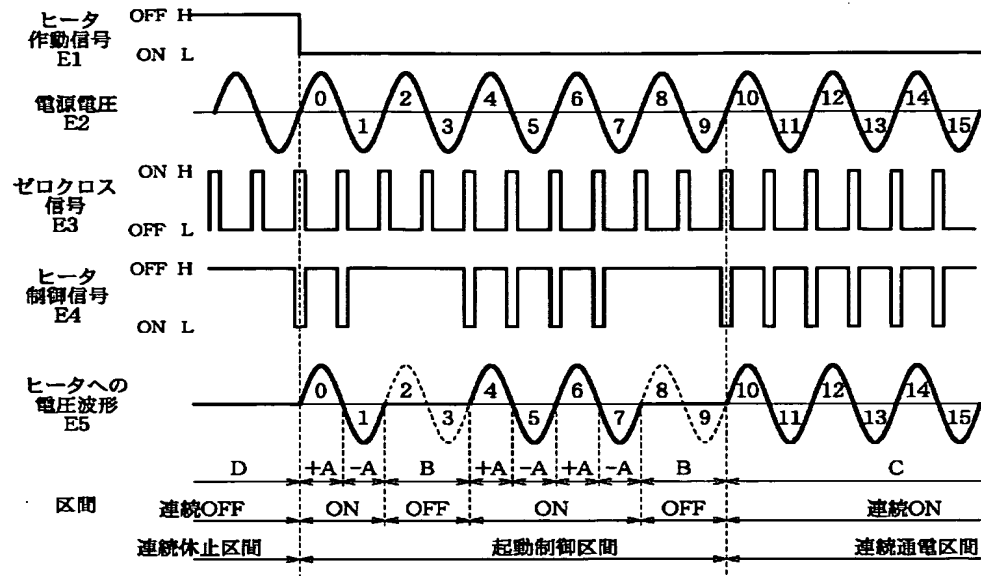 ヒータ
作動信号
E1
OFF H
ON L
電源電圧
E2
0 2 4 6 8 10 12 14
1 3 5 7 9 11 13 15
ゼロクロス
信号
E3
ON H
OFF L
ヒータ
制御信号
E4
OFF H
ON L
ヒータへの
電圧波形
E5
0 2 4 6 8 10 12 14
1 3 5 7 9 11 13 15
D +A -A B +A -A +A -A B C
区間
連続OFF ON OFF ON OFF 連続ON
連続休止区間 起動制御区間 連続通電区間